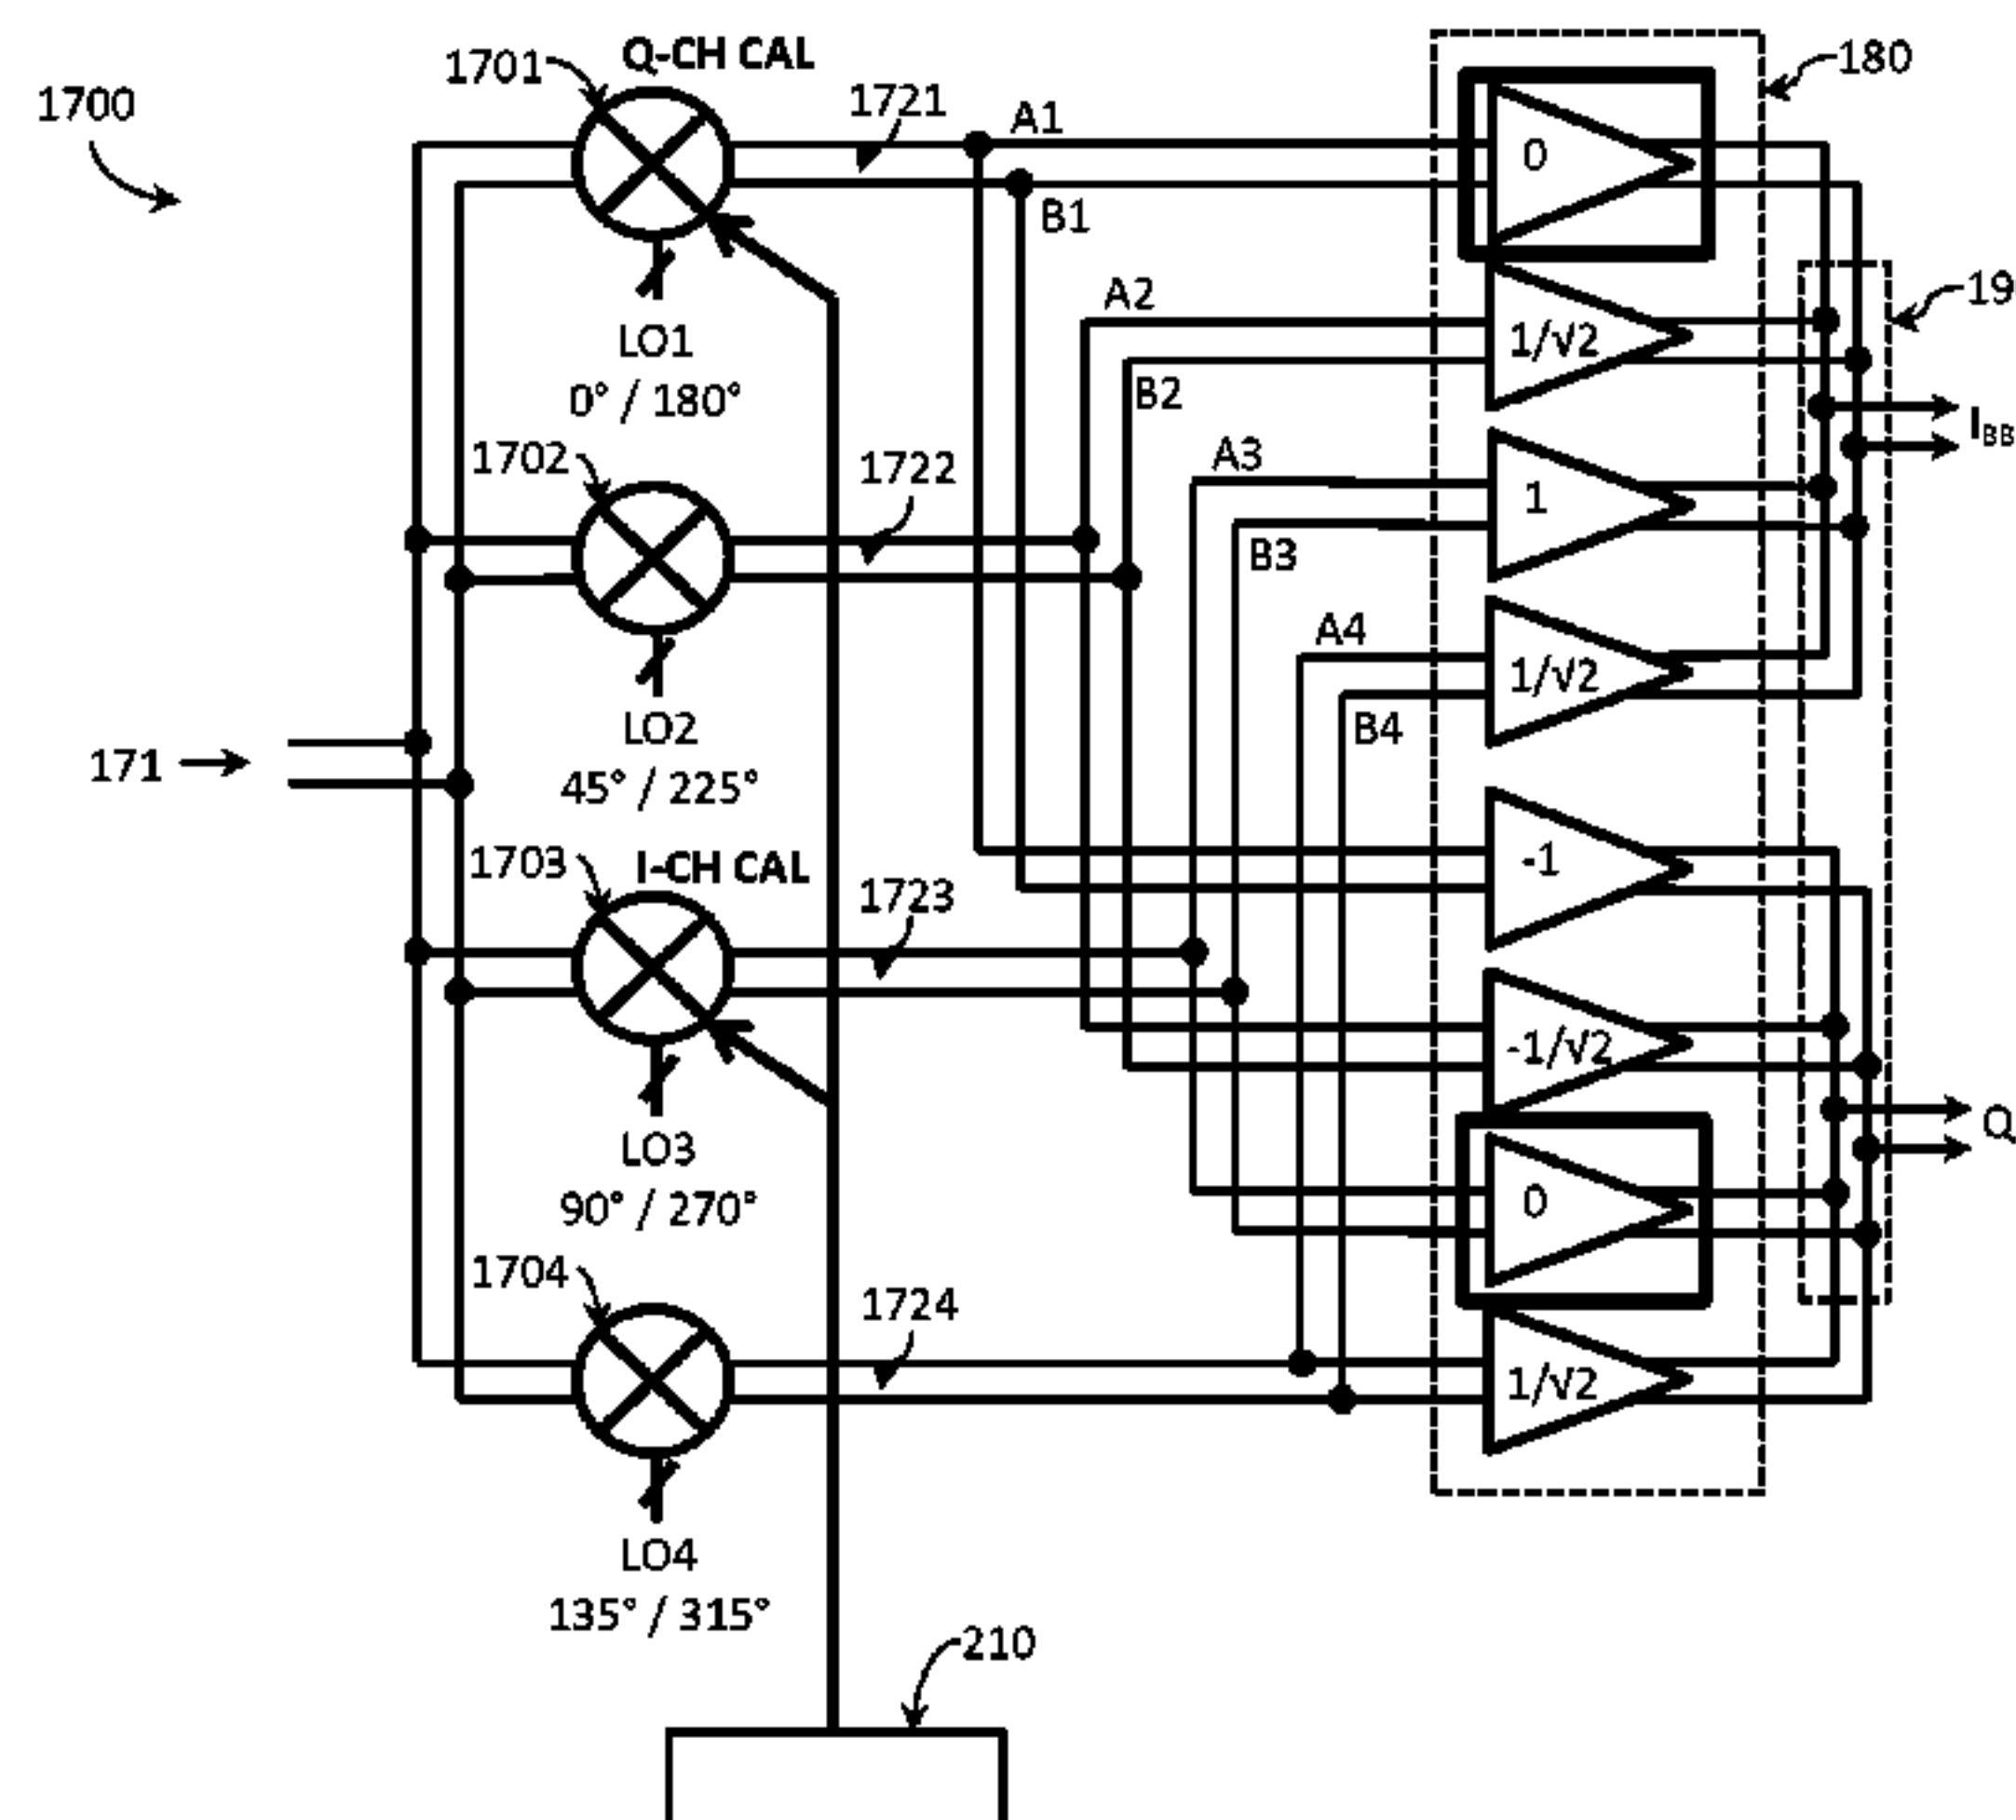 1700
1701
Q-CH CAL
1721
A1
B1
LO1
0° / 180°
180
0
19
A2
1/√2
B2
I BB
1702
1722
A3
1
B3
LO2
45° / 225°
A4
1/√2
B4
171
1703
I-CH CAL
1723
-1
-1/√2
LO3
90° / 270°
Q
0
1704
1724
1/√2
LO4
135° / 315°
210